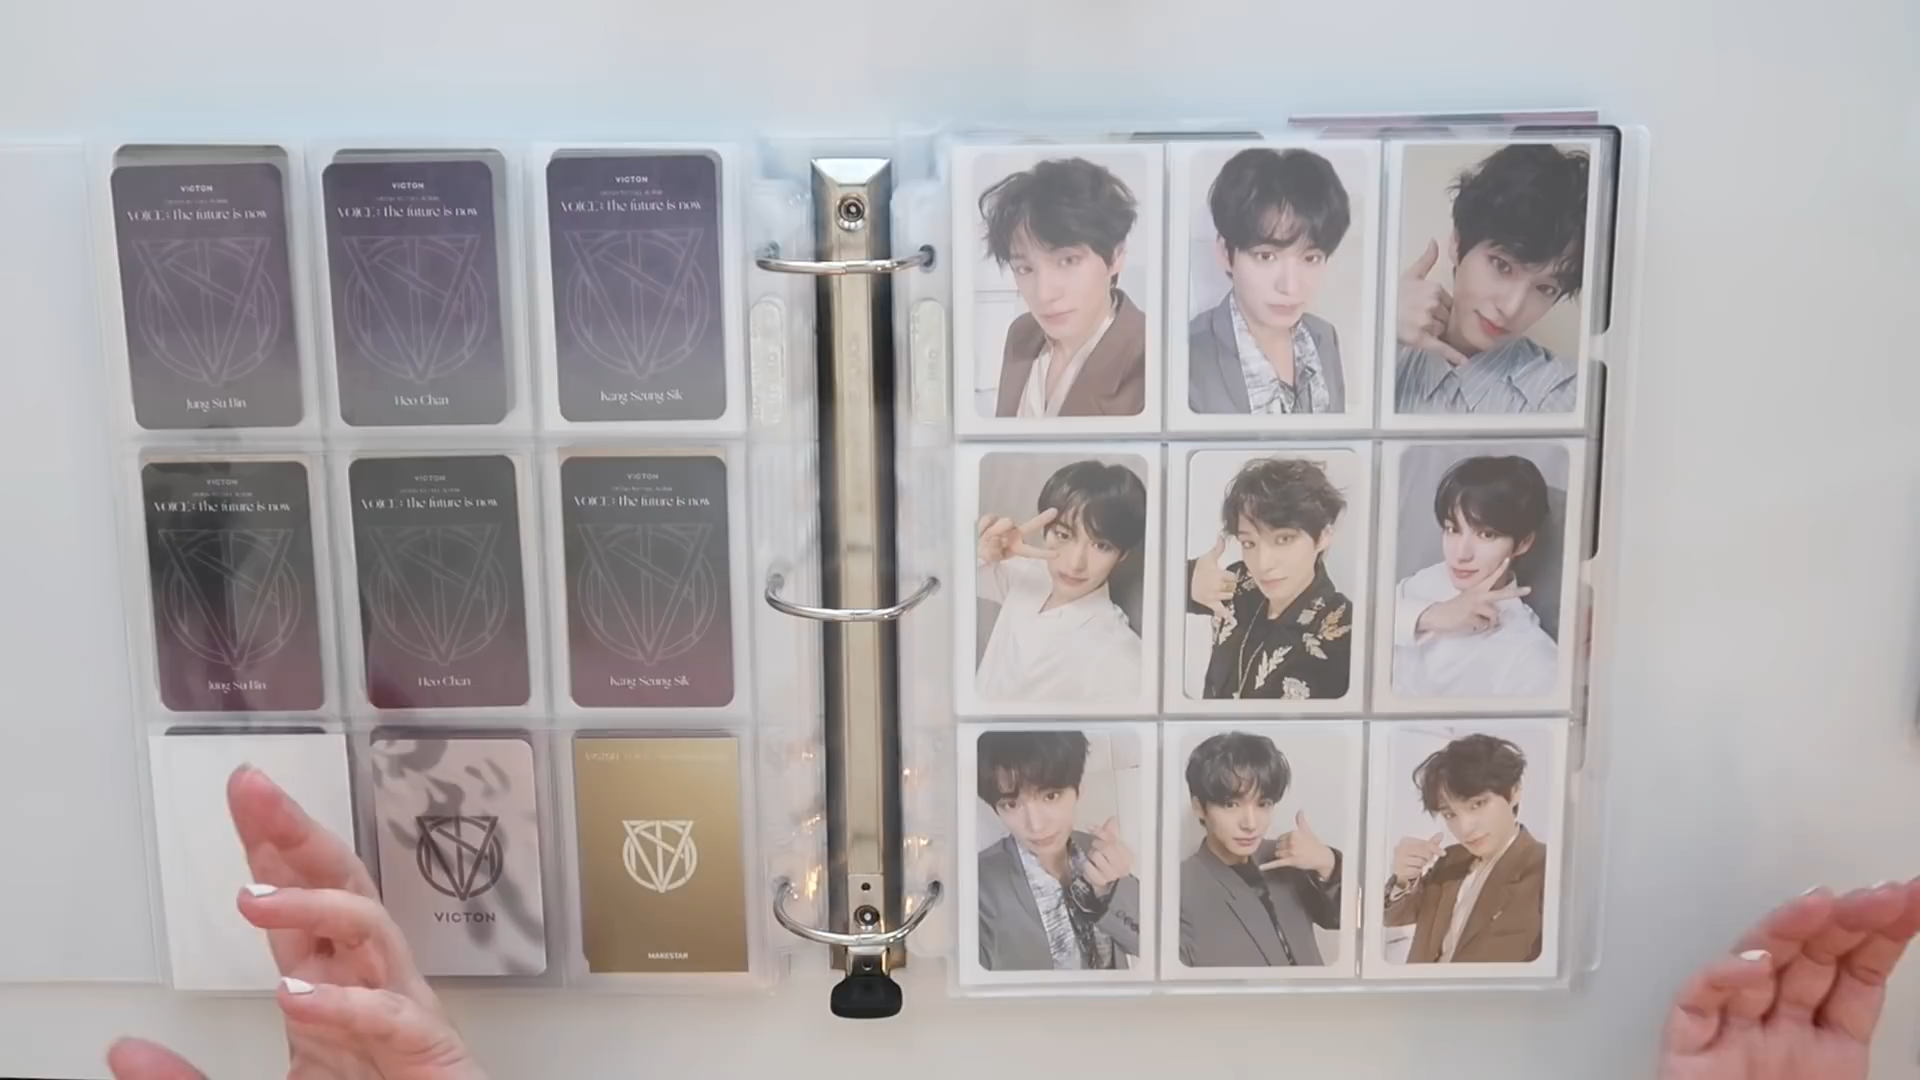 VICTON
VOICE : The future is now
Jung Su Bin
VICTON
VOICE : The future is now
Heo Chan
VICTON
VOICE : The future is now
Kang Seung Sik
VICTON
VOICE : The future is now
Jung Su Bin
VICTON
VOICE : The future is now
Heo Chan
VICTON
VOICE : The future is now
Kang Seung Sik
VICTON
MAKESTAR